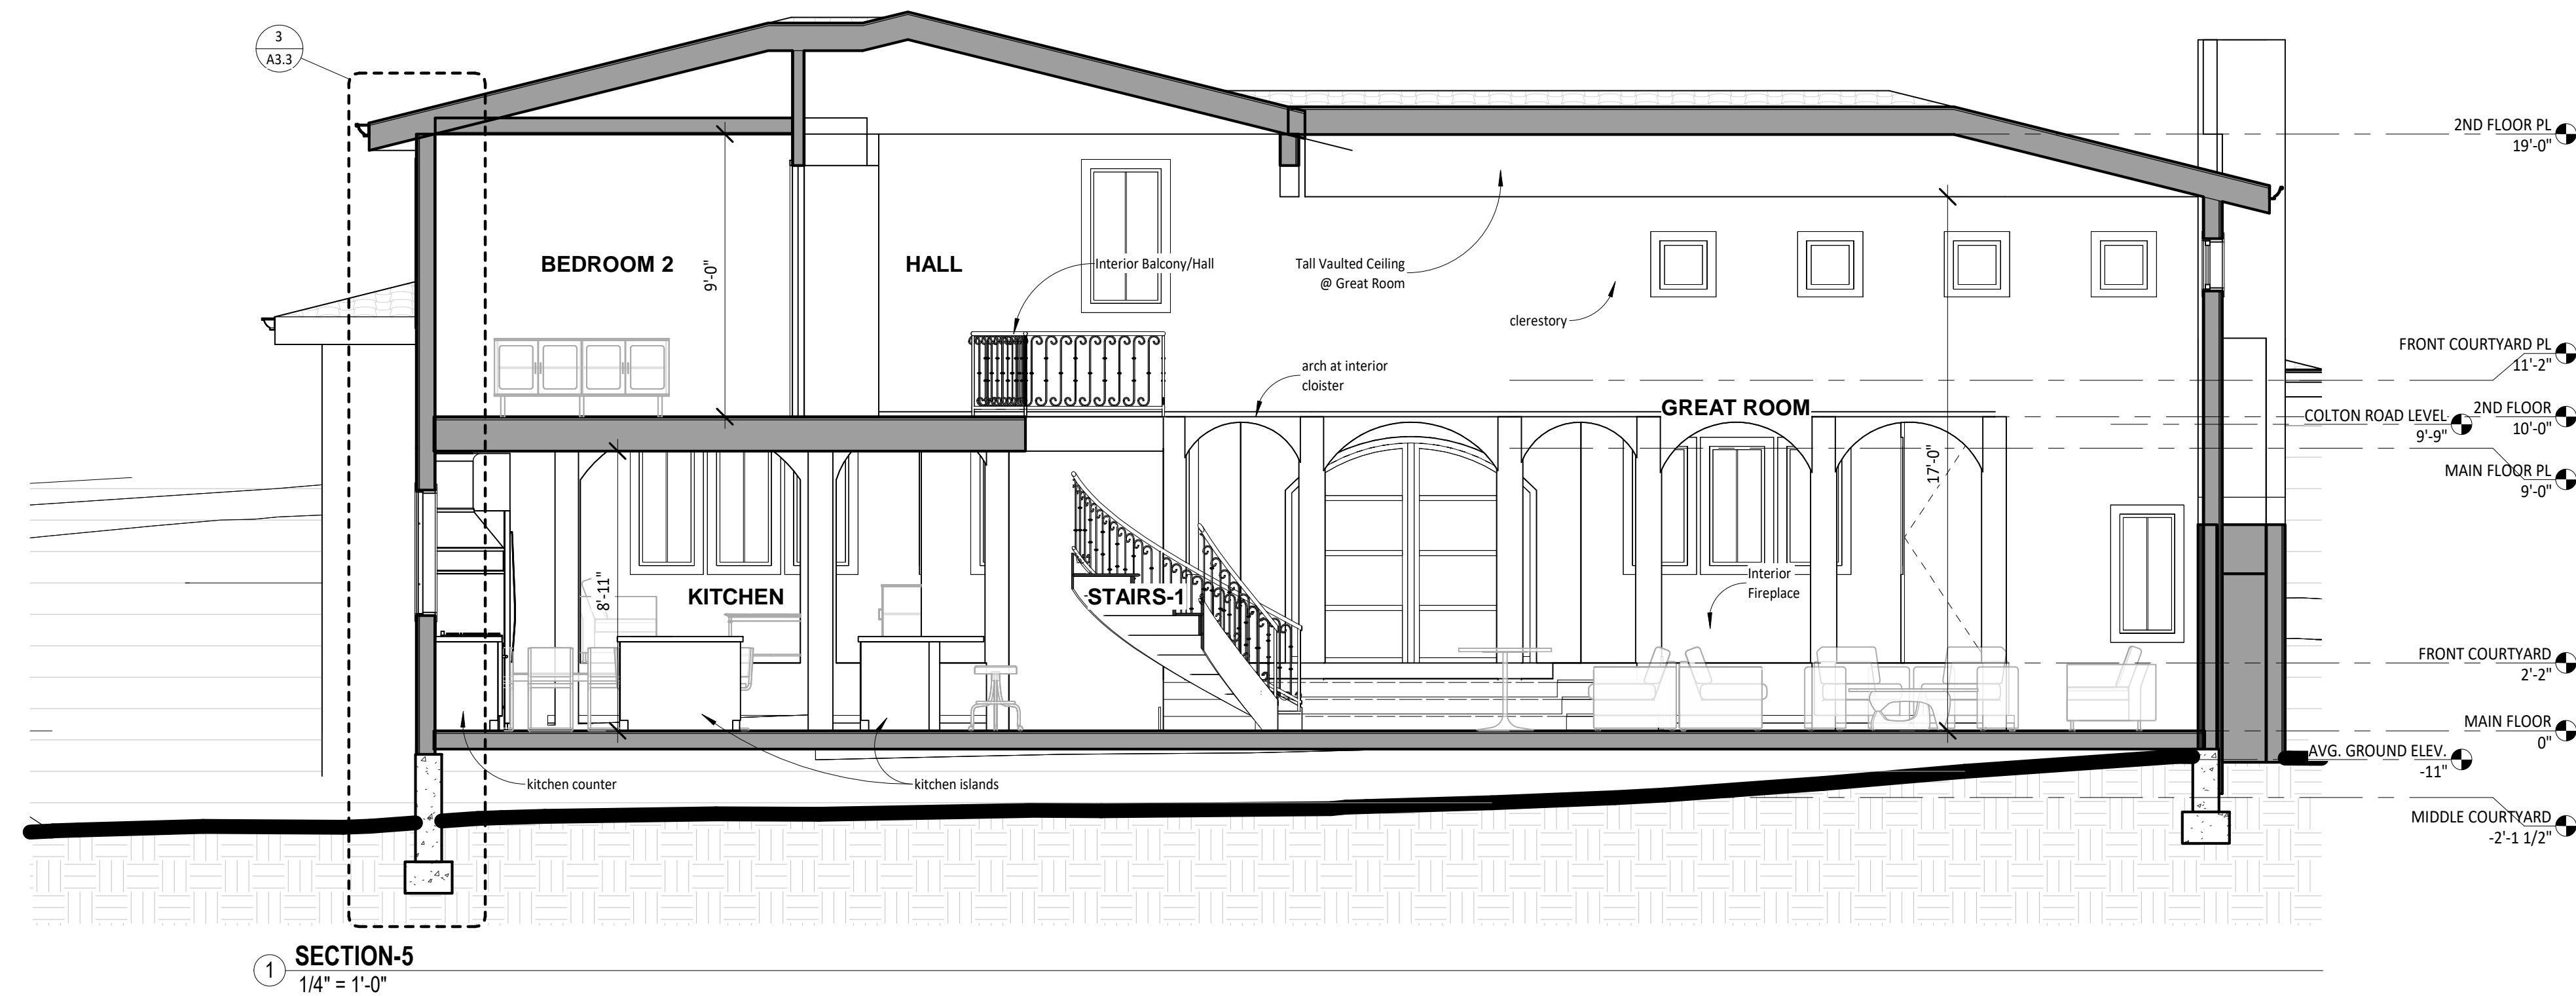 3
A3.3
2ND FLOOR PL
19'-0"
BEDROOM 2
9'-0"
HALL
Interior Balcony/Hall
Tall Vaulted Ceiling
@ Great Room
clerestory
FRONT COURTYARD PL
11'-2"
arch at interior
cloister
GREAT ROOM
COLTON ROAD LEVEL
9'-9"
2ND FLOOR
10'-0"
17'-0"
MAIN FLOOR PL
9'-0"
8'-11"
KITCHEN
STAIRS-1
Interior
Fireplace
FRONT COURTYARD
2'-2"
MAIN FLOOR
0"
AVG. GROUND ELEV.
-11"
kitchen counter
kitchen islands
MIDDLE COURTYARD
-2'-1 1/2"
1
SECTION-5
1/4" = 1'-0"